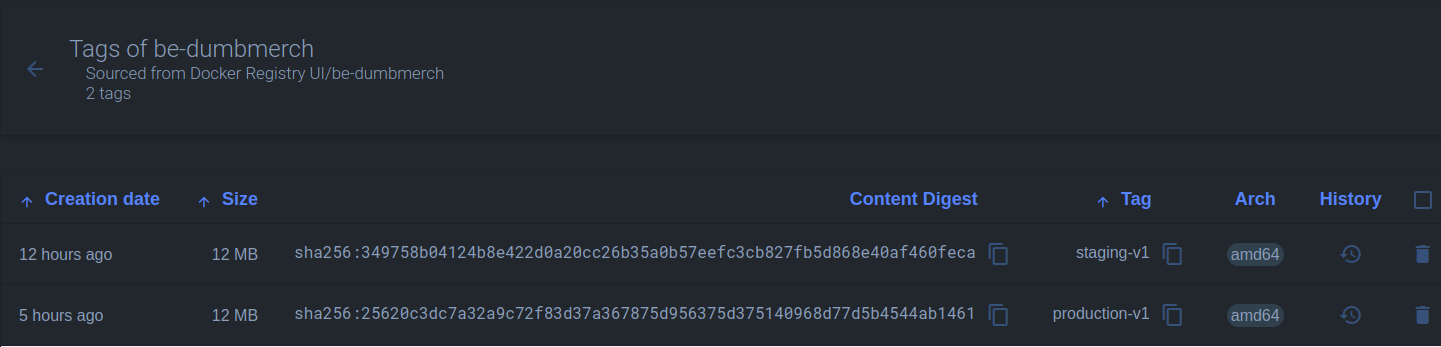 Tags of be-dumbmerch
Sourced from Docker Registry UI/be-dumbmerch
2 tags
Creation date Size Content Digest Tag Arch History
12 hours ago 12 MB sha256:349758b04124b8e422d0a20cc26b35a0b57eefc3cb827fb5d868e40af460feca staging-v1 amd64
5 hours ago 12 MB sha256:25620c3dc7a32a9c72f83d37a367875d956375d375140968d77d5b4544ab1461 production-v1 amd64